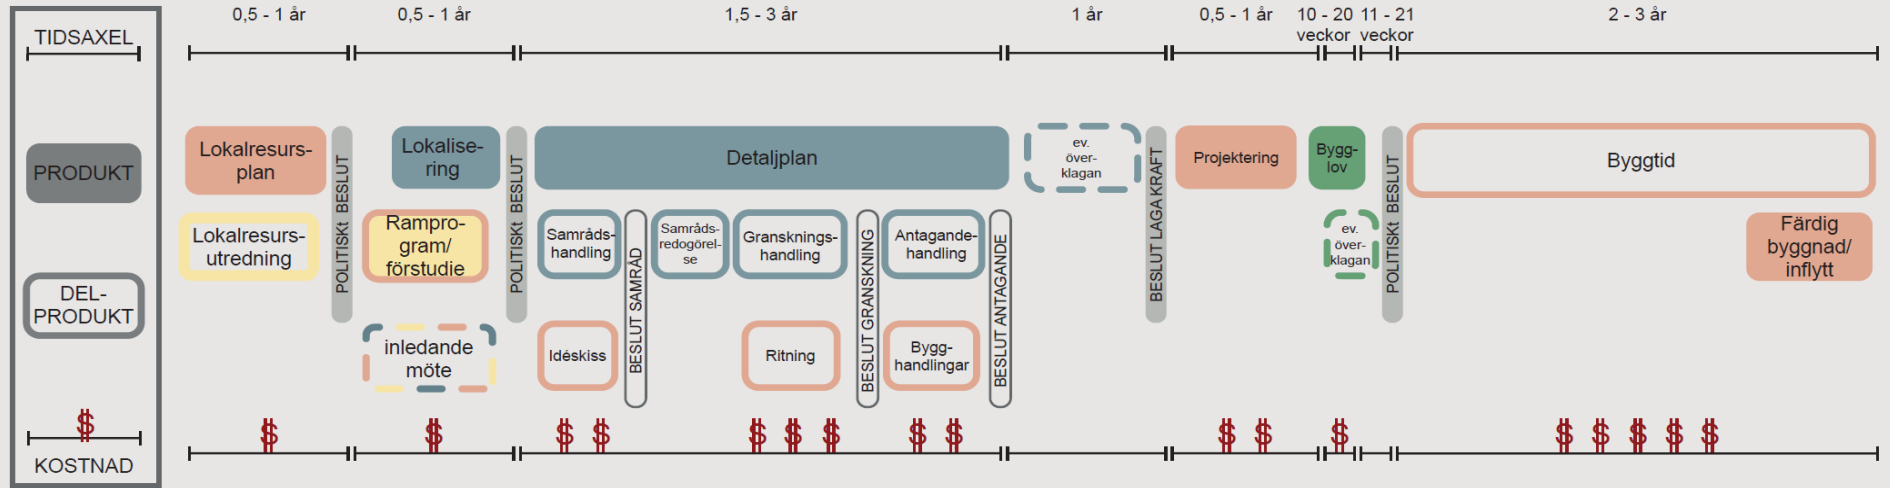 TIDSAXEL
PRODUKT
DEL-
PRODUKT
$
KOSTNAD
0,5 - 1 år
0,5 - 1 år
1,5 - 3 år
1 år
0,5 - 1 år
10 - 20
veckor
11 - 21
veckor
2 - 3 år
Lokalresurs-
plan
Lokalresurs-
utredning
POLITISKt BESLUT
Lokalise-
ring
Rampro-
gram/
förstudie
inledande
möte
POLITISKt BESLUT
Detaljplan
Samråds-
handling
Idéskiss
BESLUT SAMRÅD
Samråds-
redogörel-
se
Gransknings-
handling
Ritning
BESLUT GRANSKNING
Antagande-
handling
Bygg-
handlingar
BESLUT ANTAGANDE
ev.
över-
klagan
BESLUT LAGA KRAFT
Projektering
Bygg-
lov
ev.
över-
klagan
POLITISKt BESLUT
Byggtid
Färdig
byggnad/
inflytt
$
$
$ $
$ $ $
$ $
$ $
$
$ $ $ $ $